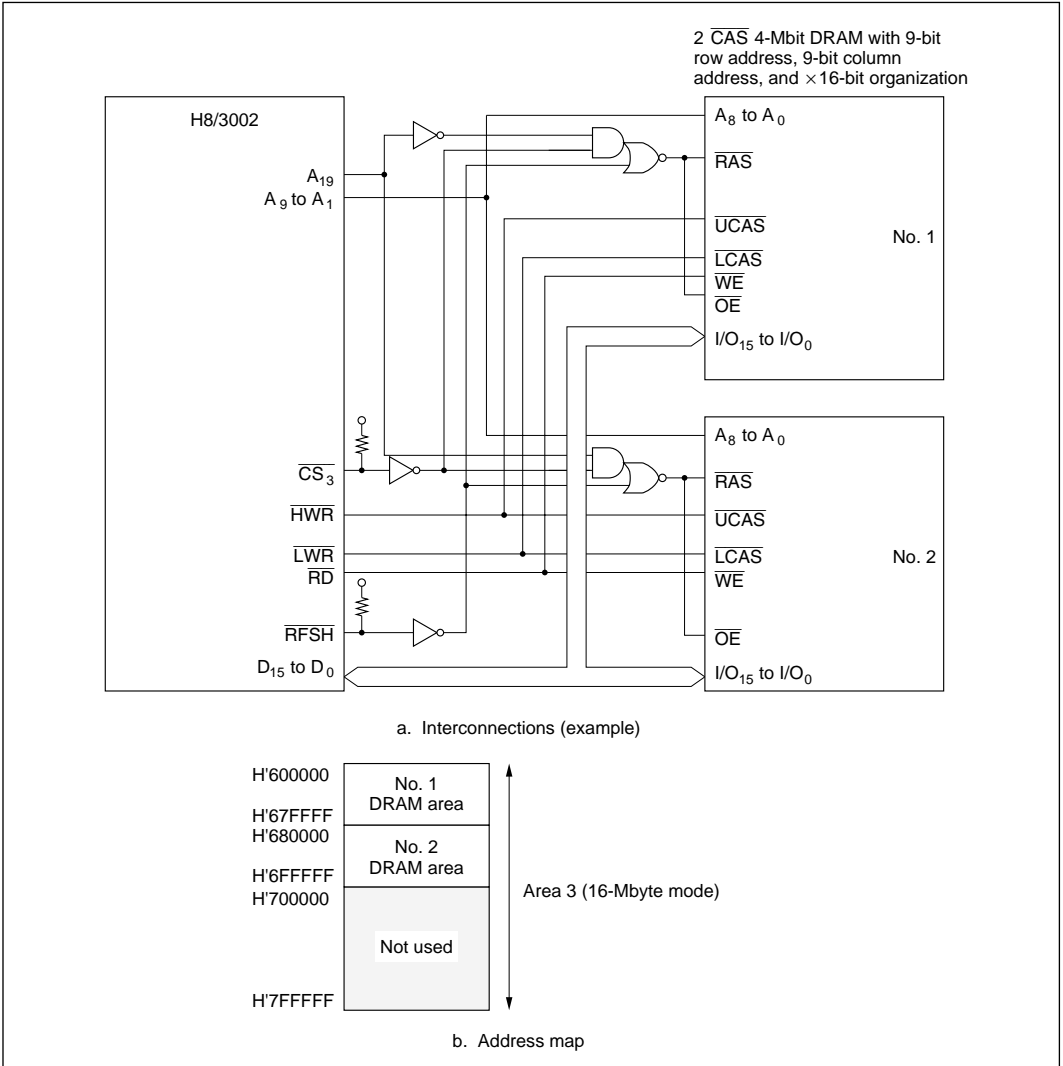 2 CAS 4-Mbit DRAM with 9-bit
row address, 9-bit column
address, and ×16-bit organization
H8/3002
A19
A9 to A1
CS3
HWR
LWR
RD
RFSH
D15 to D0
A8 to A0
RAS
UCAS
No. 1
LCAS
WE
OE
I/O15 to I/O0
A8 to A0
RAS
UCAS
LCAS
No. 2
WE
OE
I/O15 to I/O0
a. Interconnections (example)
H'600000
No. 1
DRAM area
H'67FFFF
H'680000
No. 2
DRAM area
H'6FFFFF
H'700000
Area 3 (16-Mbyte mode)
Not used
H'7FFFFF
b. Address map